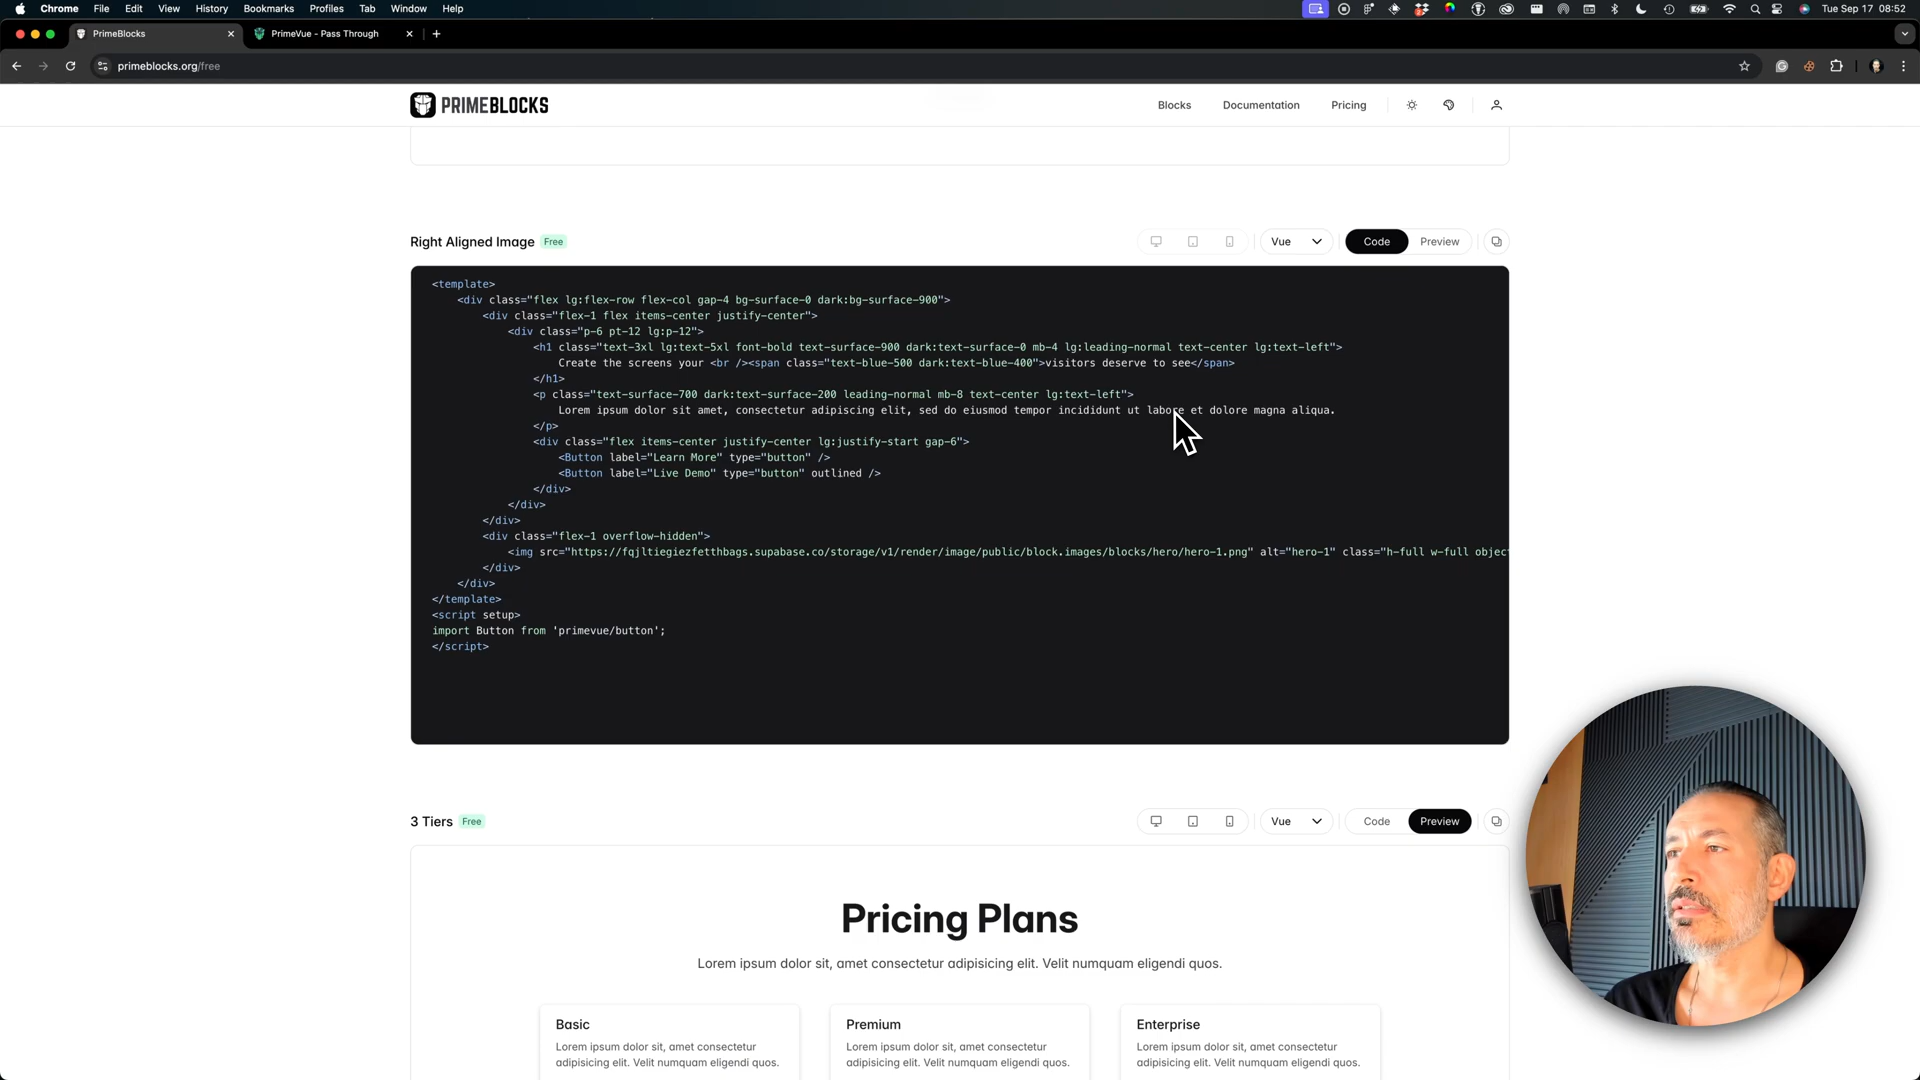 Chrome File Edit View History Bookmarks Profiles Tab Window Help Tue Sep 17 08:52
PrimeBlocks PrimeVue - Pass Through
primeblocks.org/free
PRIMEBLOCKS Blocks Documentation Pricing
Right Aligned Image Free Vue Code Preview
<template>
<div class="flex lg:flex-row flex-col gap-4 bg-surface-0 dark:bg-surface-900">
<div class="flex-1 flex items-center justify-center">
<div class="p-6 pt-12 lg:p-12">
<h1 class="text-3xl lg:text-5xl font-bold text-surface-900 dark:text-surface-0 mb-4 lg:leading-normal text-center lg:text-left">
Create the screens your <br /><span class="text-blue-500 dark:text-blue-400">visitors deserve to see</span>
</h1>
<p class="text-surface-700 dark:text-surface-200 leading-normal mb-8 text-center lg:text-left">
Lorem ipsum dolor sit amet, consectetur adipiscing elit, sed do eiusmod tempor incididunt ut labore et dolore magna aliqua.
</p>
<div class="flex items-center justify-center lg:justify-start gap-6">
<Button label="Learn More" type="button" />
<Button label="Live Demo" type="button" outlined />
</div>
</div>
</div>
<div class="flex-1 overflow-hidden">
<img src="https://fqjltiegiezfetthbags.supabase.co/storage/v1/render/image/public/block.images/blocks/hero/hero-1.png" alt="hero-1" class="h-full w-full objec
</div>
</div>
</template>
<script setup>
import Button from 'primevue/button';
</script>
3 Tiers Free Vue Code Preview
Pricing Plans
Lorem ipsum dolor sit, amet consectetur adipisicing elit. Velit numquam eligendi quos.
Basic Premium Enterprise
Lorem ipsum dolor sit, amet consectetur Lorem ipsum dolor sit, amet consectetur Lorem ipsum dolor sit, amet consectetur
adipisicing elit. Velit numquam eligendi quos. adipisicing elit. Velit numquam eligendi quos. adipisicing elit. Velit numquam eligendi quos.